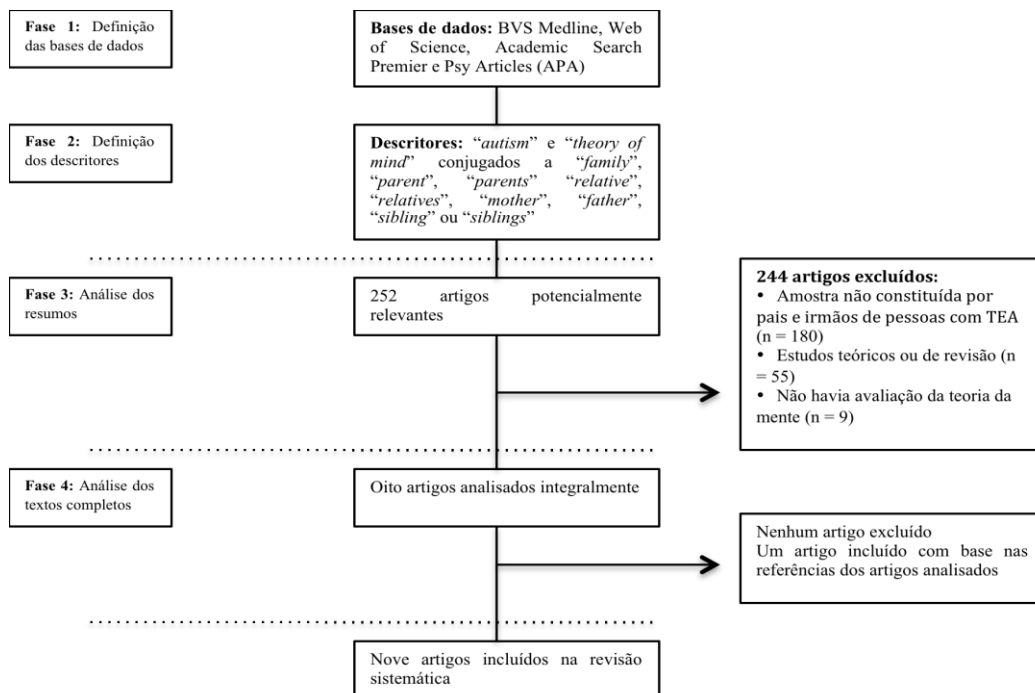 Fase 1: Definição
das bases de dados
Bases de dados: BVS Medline, Web
of Science, Academic Search
Premier e Psy Articles (APA)
Fase 2: Definição
dos descritores
Descritores: “autism” e “theory of
mind” conjugados a “family”,
“parent”, “parents” “relative”,
“relatives”, “mother”, “father”,
“sibling” ou “siblings”
Fase 3: Análise dos
resumos
252 artigos potencialmente
relevantes
244 artigos excluídos:
• Amostra não constituída por
pais e irmãos de pessoas com TEA
(n = 180)
• Estudos teóricos ou de revisão (n
= 55)
• Não havia avaliação da teoria da
mente (n = 9)
Fase 4: Análise dos
textos completos
Oito artigos analisados integralmente
Nenhum artigo excluído
Um artigo incluído com base nas
referências dos artigos analisados
Nove artigos incluídos na revisão
sistemática